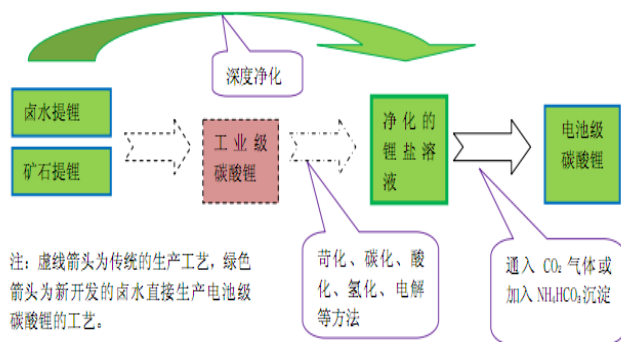 深度净化
卤水提锂
矿石提锂
工业级
碳酸锂
净化的
锂盐溶
液
电池级
碳酸锂
苛化、碳化、酸
化、氢化、电解
等方法
通入 CO₂ 气体或
加入 NH₄HCO₃ 沉淀
注：虚线箭头为传统的生产工艺，绿色
箭头为新开发的卤水直接生产电池级
碳酸锂的工艺。